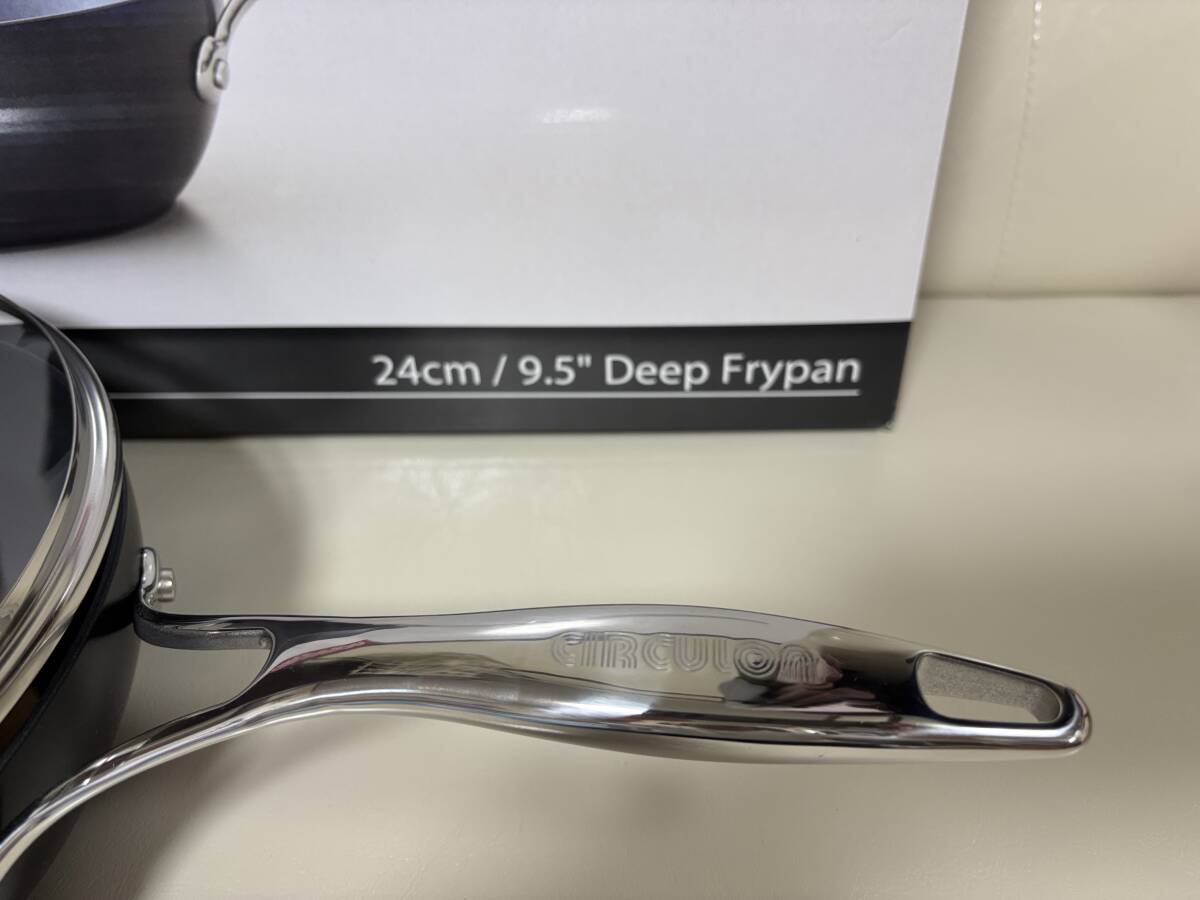 24cm / 9.5" Deep Frypan
CIRCULON